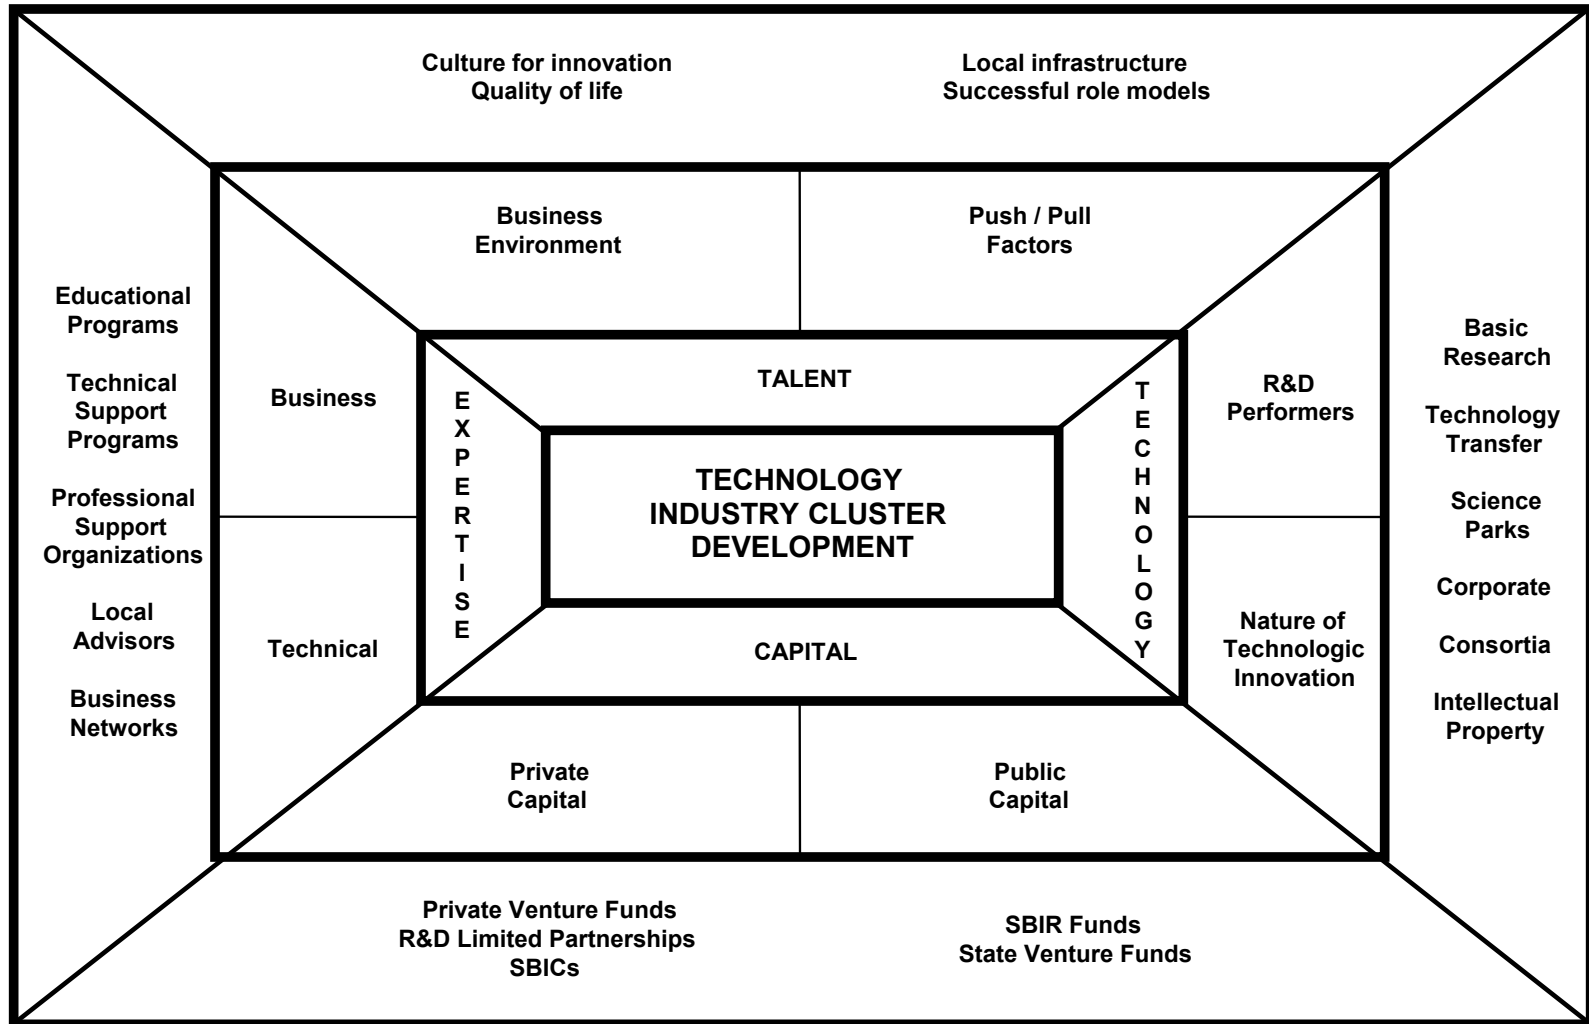 Culture for innovation
Quality of life
Local infrastructure
Successful role models
Business
Environment
Push / Pull
Factors
Educational
Programs
Technical
Support
Programs
Professional
Support
Organizations
Local
Advisors
Business
Networks
Business
Technical
EXPERTISE
TALENT
TECHNOLOGY
INDUSTRY CLUSTER
DEVELOPMENT
CAPITAL
TECHNOLOGY
R&D
Performers
Nature of
Technologic
Innovation
Basic
Research
Technology
Transfer
Science
Parks
Corporate
Consortia
Intellectual
Property
Private
Capital
Public
Capital
Private Venture Funds
R&D Limited Partnerships
SBICs
SBIR Funds
State Venture Funds